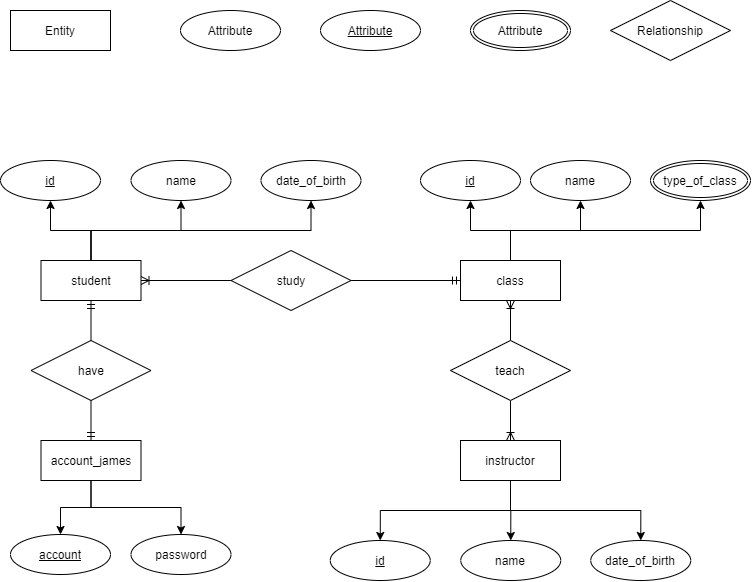 Entity
Attribute
Attribute
Attribute
Relationship
id
name
date_of_birth
id
name
type_of_class
student
study
class
have
teach
account_james
instructor
account
password
id
name
date_of_birth